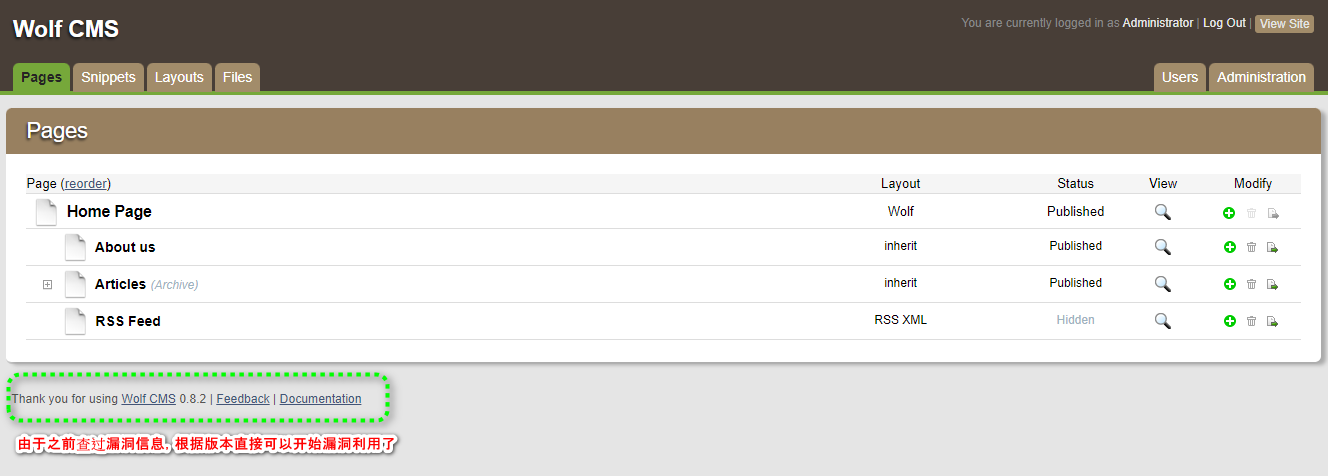 Wolf CMS
You are currently logged in as Administrator | Log Out | View Site
Pages Snippets Layouts Files Users Administration
Pages
Page (reorder) Layout Status View Modify
Home Page Wolf Published
About us inherit Published
Articles (Archive) inherit Published
RSS Feed RSS XML Hidden
Thank you for using Wolf CMS 0.8.2 | Feedback | Documentation
由于之前查过漏洞信息, 根据版本直接可以开始漏洞利用了